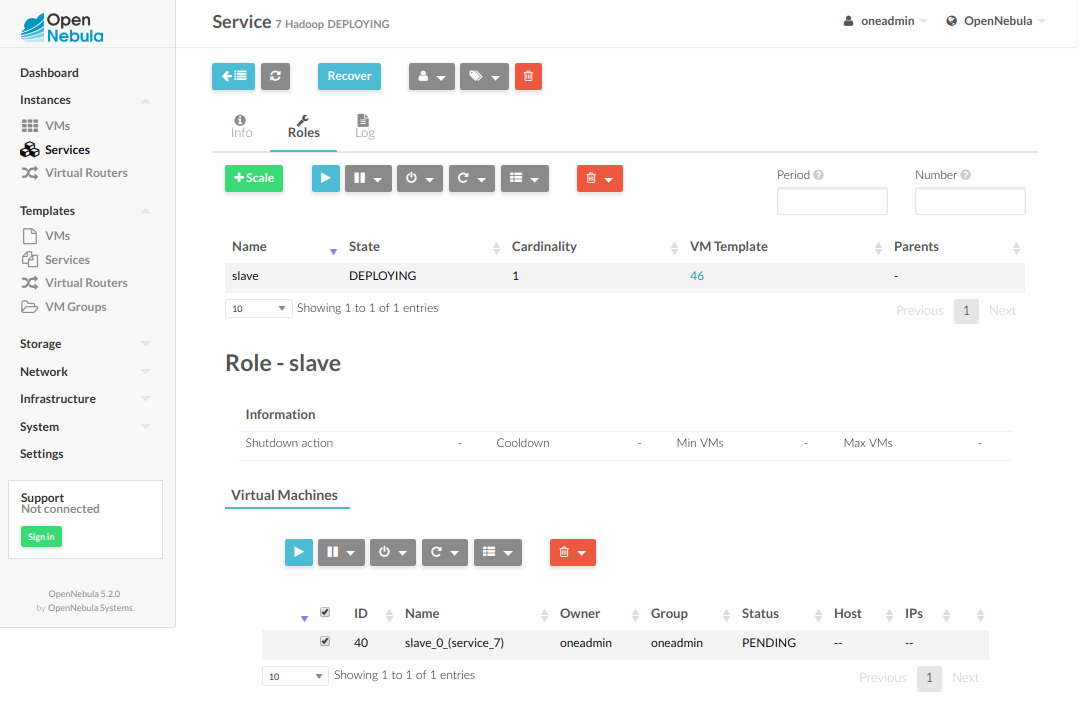 Open
Nebula
Service 7 Hadoop DEPLOYING
oneadmin
OpenNebula
Dashboard
Instances
VMs
Services
Virtual Routers
Templates
VMs
Services
Virtual Routers
VM Groups
Storage
Network
Infrastructure
System
Settings
Support
Not connected
Sign in
OpenNebula 5.2.0
by OpenNebula Systems.
Recover
Info
Roles
Log
Scale
Period
Number
Name State Cardinality VM Template Parents
slave DEPLOYING 1 46 -
10 Showing 1 to 1 of 1 entries
Previous 1 Next
Role - slave
Information
Shutdown action - Cooldown - Min VMs - Max VMs -
Virtual Machines
ID Name Owner Group Status Host IPs
40 slave_0_(service_7) oneadmin oneadmin PENDING -- --
10 Showing 1 to 1 of 1 entries
Previous 1 Next